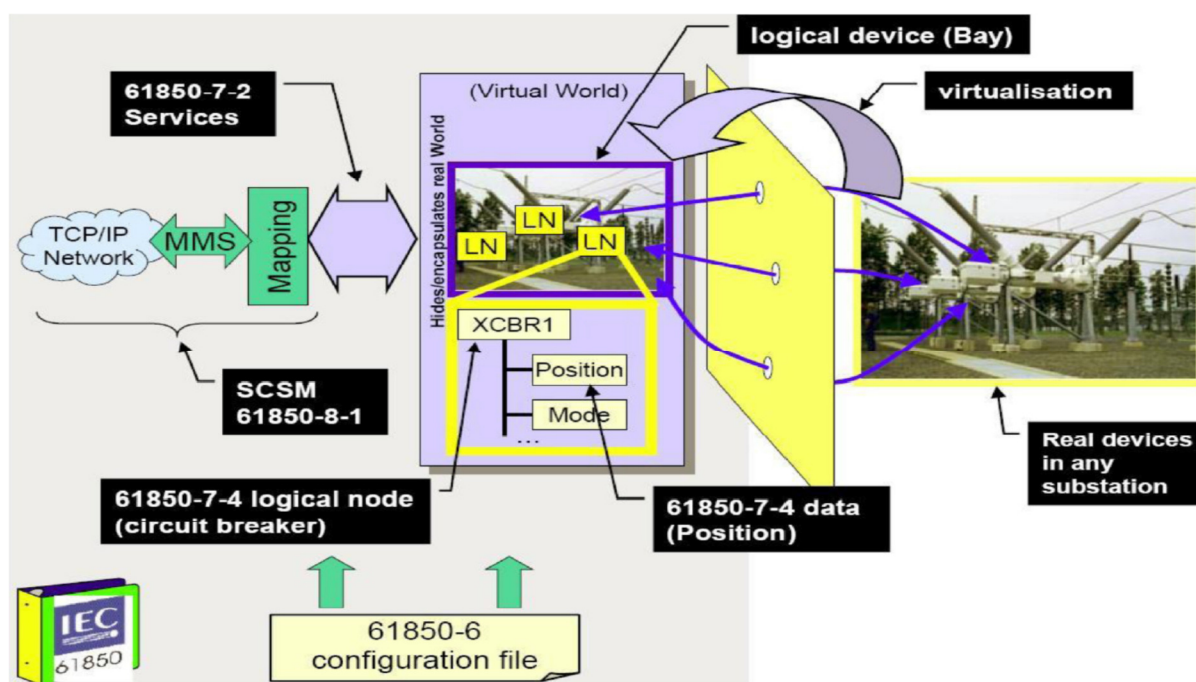 logical device (Bay)
61850-7-2
Services
(Virtual World)
virtualisation
Hides/encapsulates real World
TCP/IP
Network
MMS
Mapping
LN
LN
LN
XCBR1
Position
Mode
...
SCSM
61850-8-1
Real devices
in any
substation
61850-7-4 logical node
(circuit breaker)
61850-7-4 data
(Position)
IEC
61850
61850-6
configuration file